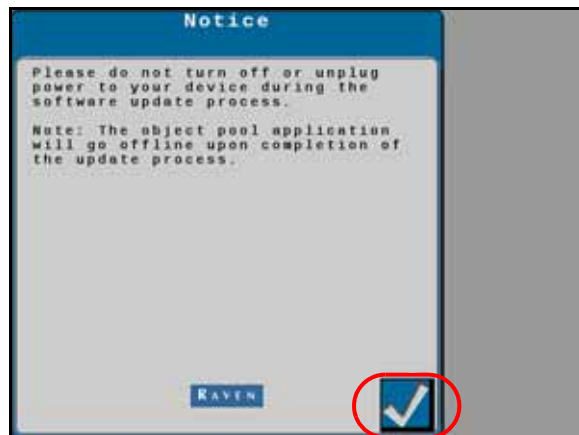 Notice
Please do not turn off or unplug
power to your device during the
software update process.
Note: The object pool application
will go offline upon completion of
the update process.
RAVEN